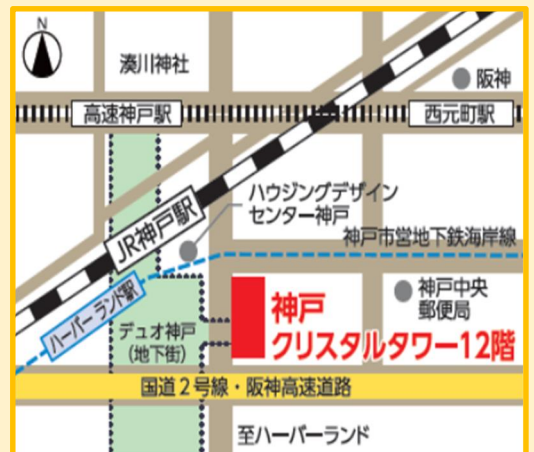 N
湊川神社
阪神
高速神戸駅
西元町駅
ハウジングデザイン
センター神戸
JR神戸駅
神戸市営地下鉄海岸線
ハーバーランド駅
神戸中央
郵便局
神戸
クリスタルタワー12階
デュオ神戸
(地下街)
国道2号線・阪神高速道路
至ハーバーランド